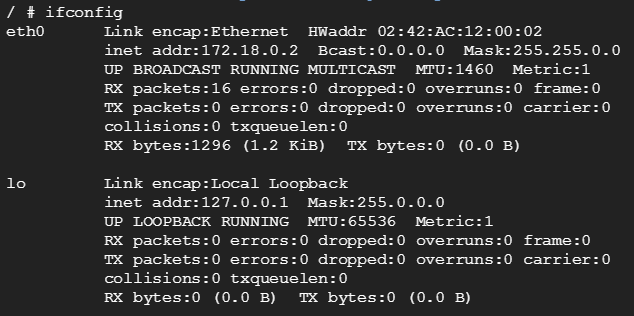 / # ifconfig
eth0 Link encap:Ethernet HWaddr 02:42:AC:12:00:02
inet addr:172.18.0.2 Bcast:0.0.0.0 Mask:255.255.0.0
UP BROADCAST RUNNING MULTICAST MTU:1460 Metric:1
RX packets:16 errors:0 dropped:0 overruns:0 frame:0
TX packets:0 errors:0 dropped:0 overruns:0 carrier:0
collisions:0 txqueuelen:0
RX bytes:1296 (1.2 KiB) TX bytes:0 (0.0 B)
lo Link encap:Local Loopback
inet addr:127.0.0.1 Mask:255.0.0.0
UP LOOPBACK RUNNING MTU:65536 Metric:1
RX packets:0 errors:0 dropped:0 overruns:0 frame:0
TX packets:0 errors:0 dropped:0 overruns:0 carrier:0
collisions:0 txqueuelen:0
RX bytes:0 (0.0 B) TX bytes:0 (0.0 B)